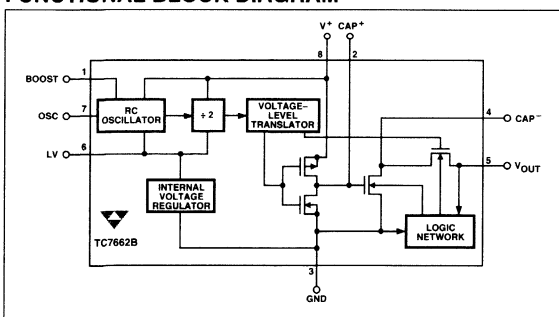 FUNCTIONAL BLOCK DIAGRAM
V+ CAP+
8 2
BOOST 1
OSC 7
LV 6
RC
OSCILLATOR
÷ 2
VOLTAGE–
LEVEL
TRANSLATOR
4 CAP−
5 VOUT
INTERNAL
VOLTAGE
REGULATOR
LOGIC
NETWORK
TC7662B
3
GND